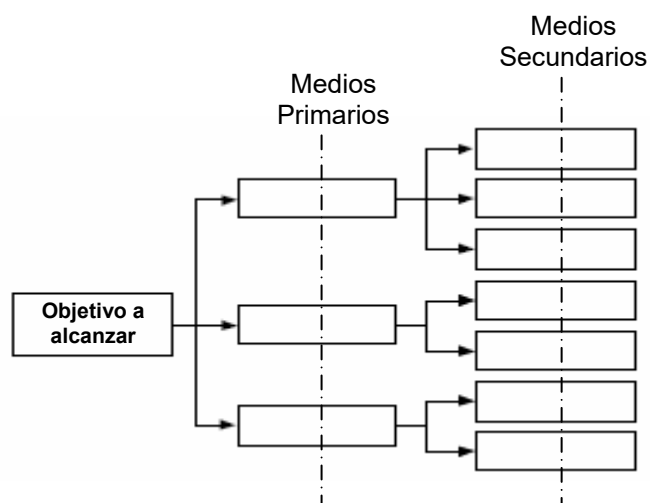 Medios
Secundarios
Medios
Primarios
Objetivo a
alcanzar